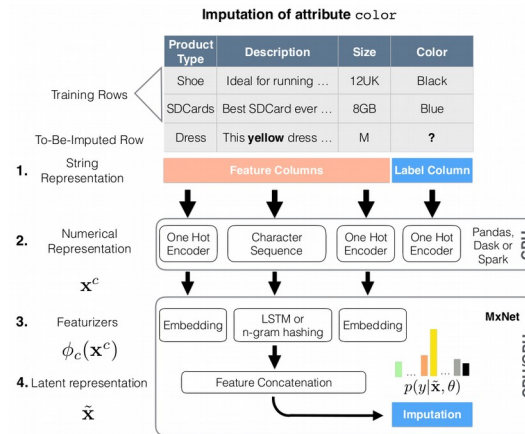 Imputation of attribute color
Product Type Description Size Color
Training Rows
Shoe Ideal for running … 12UK Black
SDCards Best SDCard ever … 8GB Blue
To-Be-Imputed Row Dress This yellow dress … M ?
1. String Representation Feature Columns Label Column
2. Numerical Representation
One Hot Encoder
Character Sequence
One Hot Encoder
One Hot Encoder
Pandas, Dask or Spark
CPU
x^c
MxNet
3. Featurizers
Embedding
LSTM or n-gram hashing
Embedding
ϕ_c(x^c)
4. Latent representation
Feature Concatenation
... ...
p(y|x̃, θ)
x̃
Imputation
CPU/GPU